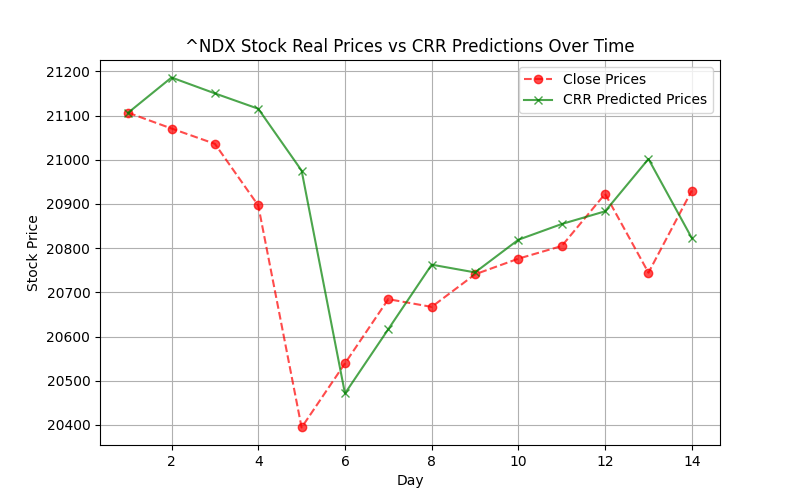 ^NDX Stock Real Prices vs CRR Predictions Over Time
Close Prices
CRR Predicted Prices
21200
21100
21000
20900
20800
20700
20600
20500
20400
Stock Price
2 4 6 8 10 12 14
Day